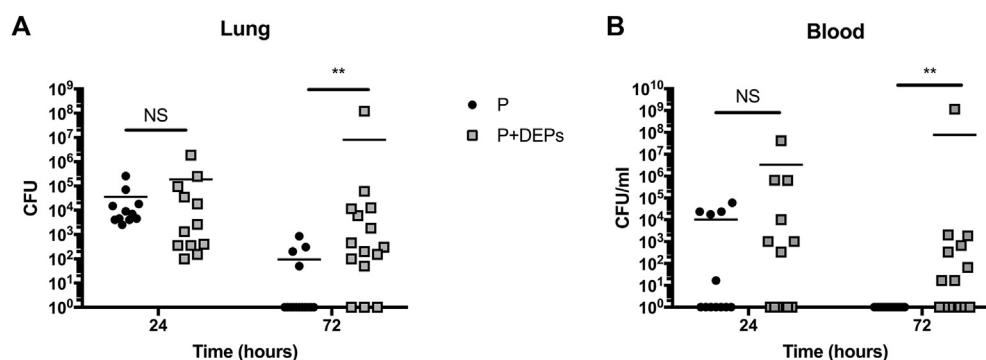 A
Lung
CFU
10⁹
10⁸
10⁷
10⁶
10⁵
10⁴
10³
10²
10¹
10⁰
NS
**
24
72
Time (hours)
P
P+DEPs
B
Blood
CFU/ml
10¹⁰
10⁹
10⁸
10⁷
10⁶
10⁵
10⁴
10³
10²
10¹
10⁰
NS
**
24
72
Time (hours)